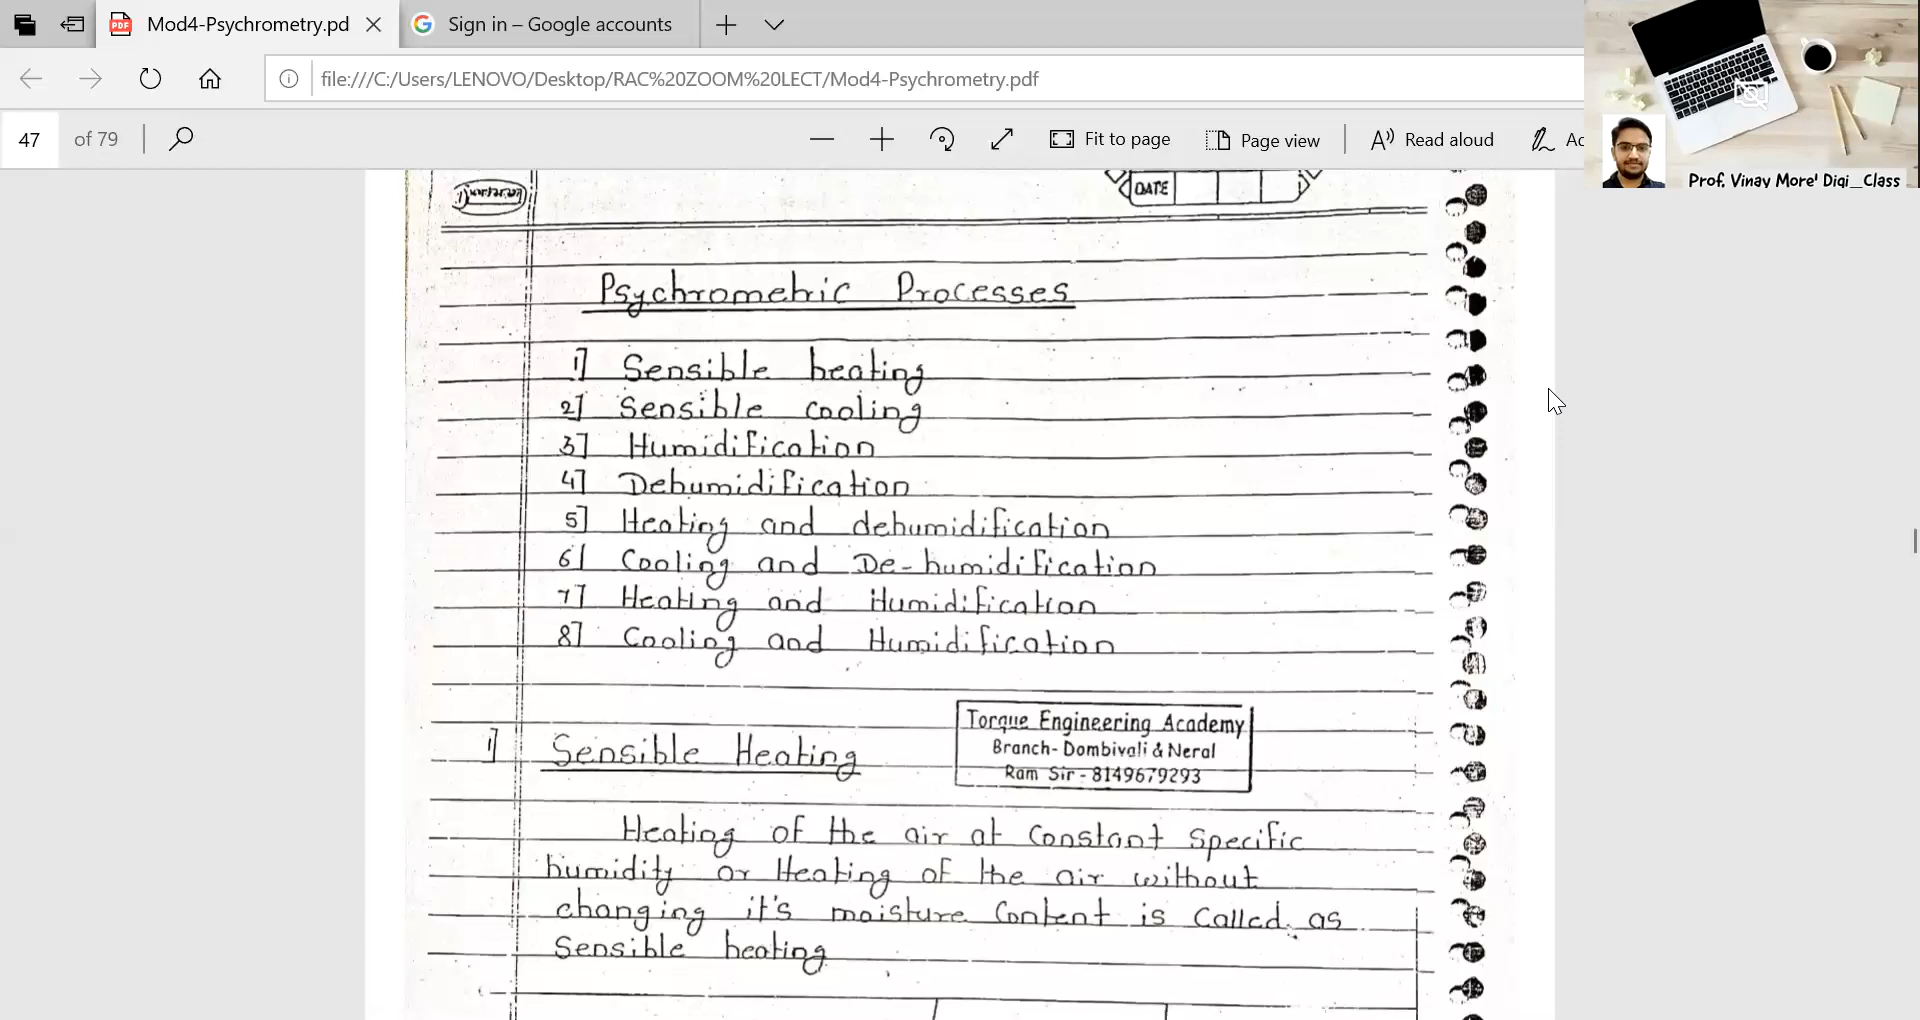 Mod4-Psychrometry.pd
Sign in – Google accounts
file:///C:/Users/LENOVO/Desktop/RAC%20ZOOM%20LECT/Mod4-Psychrometry.pdf
47 of 79
Fit to page
Page view
Read aloud
Prof. Vinay More' Digi_Class
DATE
Psychrometric Processes
1] Sensible heating
2] Sensible cooling
3] Humidification
4] Dehumidification
5] Heating and dehumidification
6] Cooling and De-humidification
7] Heating and Humidification
8] Cooling and Humidification
Torque Engineering Academy
Branch-Dombivali & Neral
Ram Sir - 8149679293
1] Sensible Heating
Heating of the air at Constant specific
humidity or Heating of the air without
changing it's moisture Content is Called as
Sensible heating